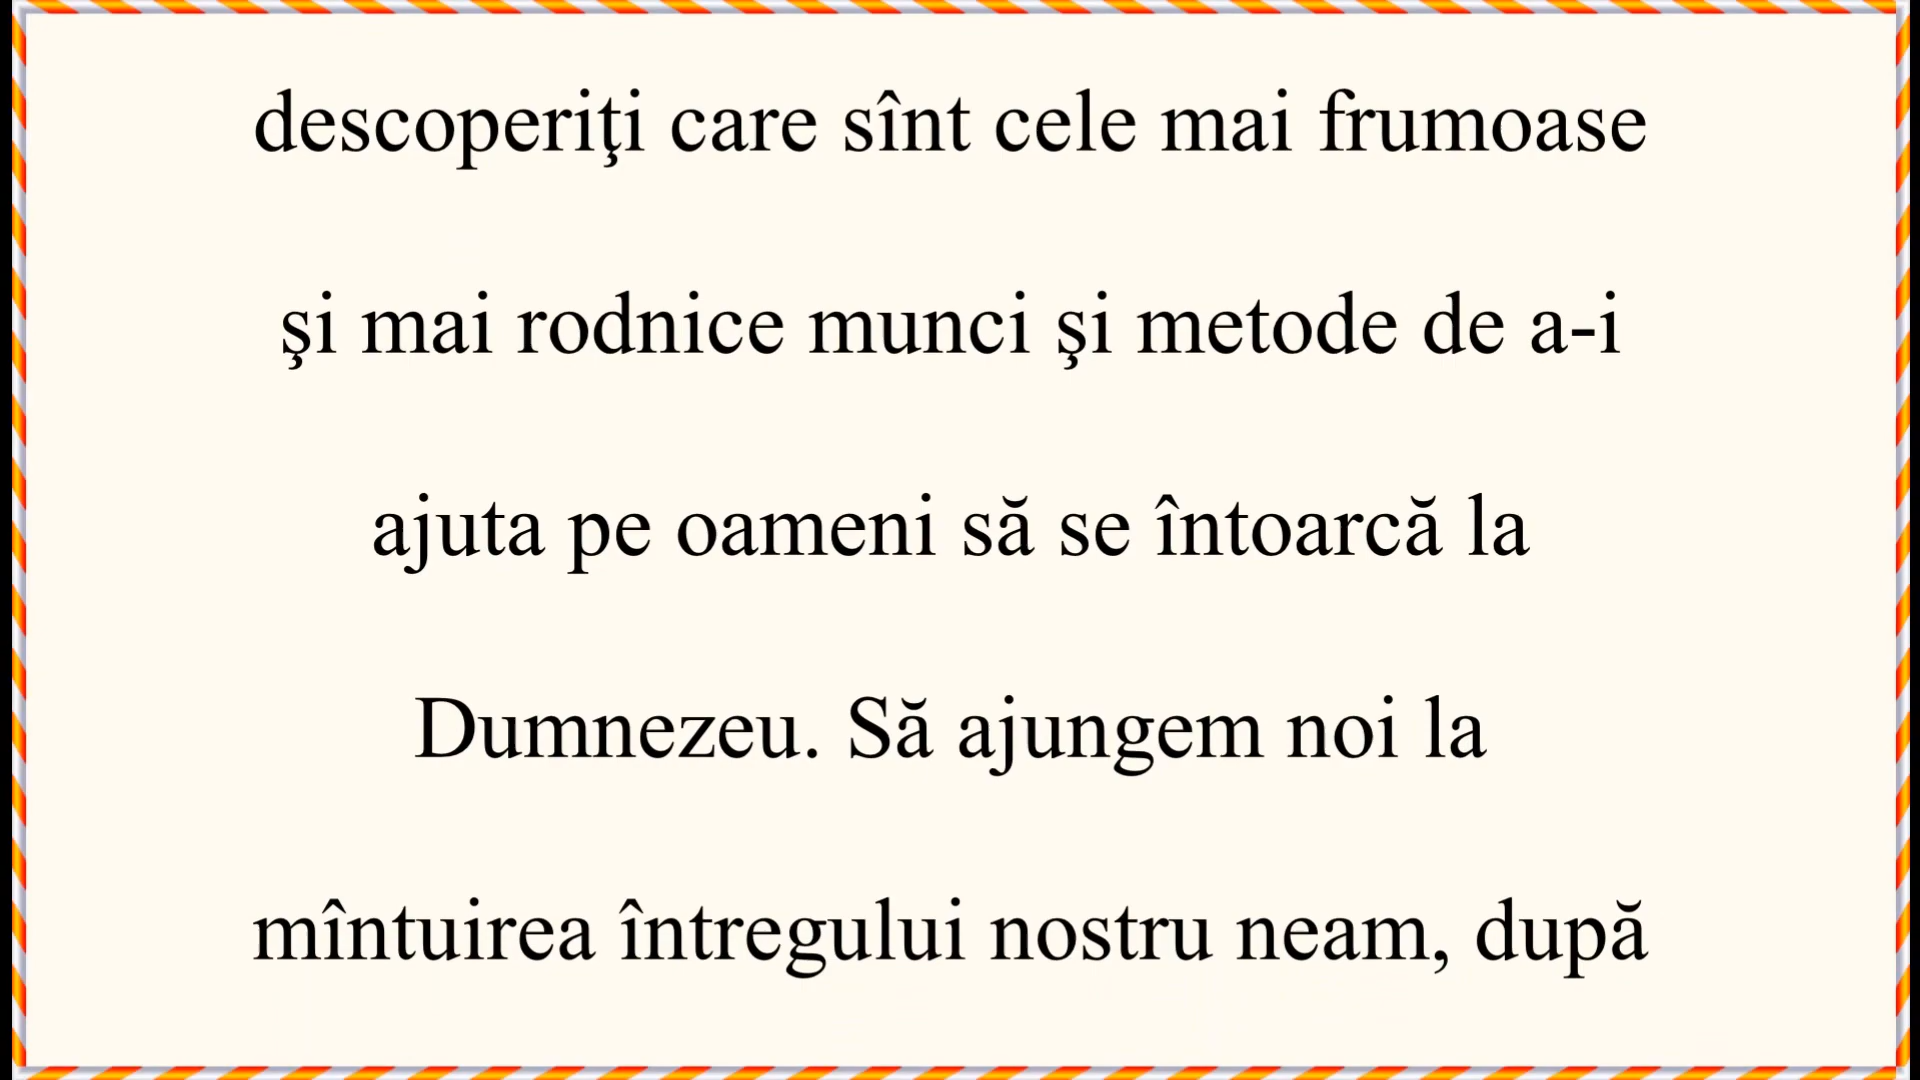 descoperiţi care sînt cele mai frumoase
şi mai rodnice munci şi metode de a-i
ajuta pe oameni să se întoarcă la
Dumnezeu. Să ajungem noi la
mîntuirea întregului nostru neam, după